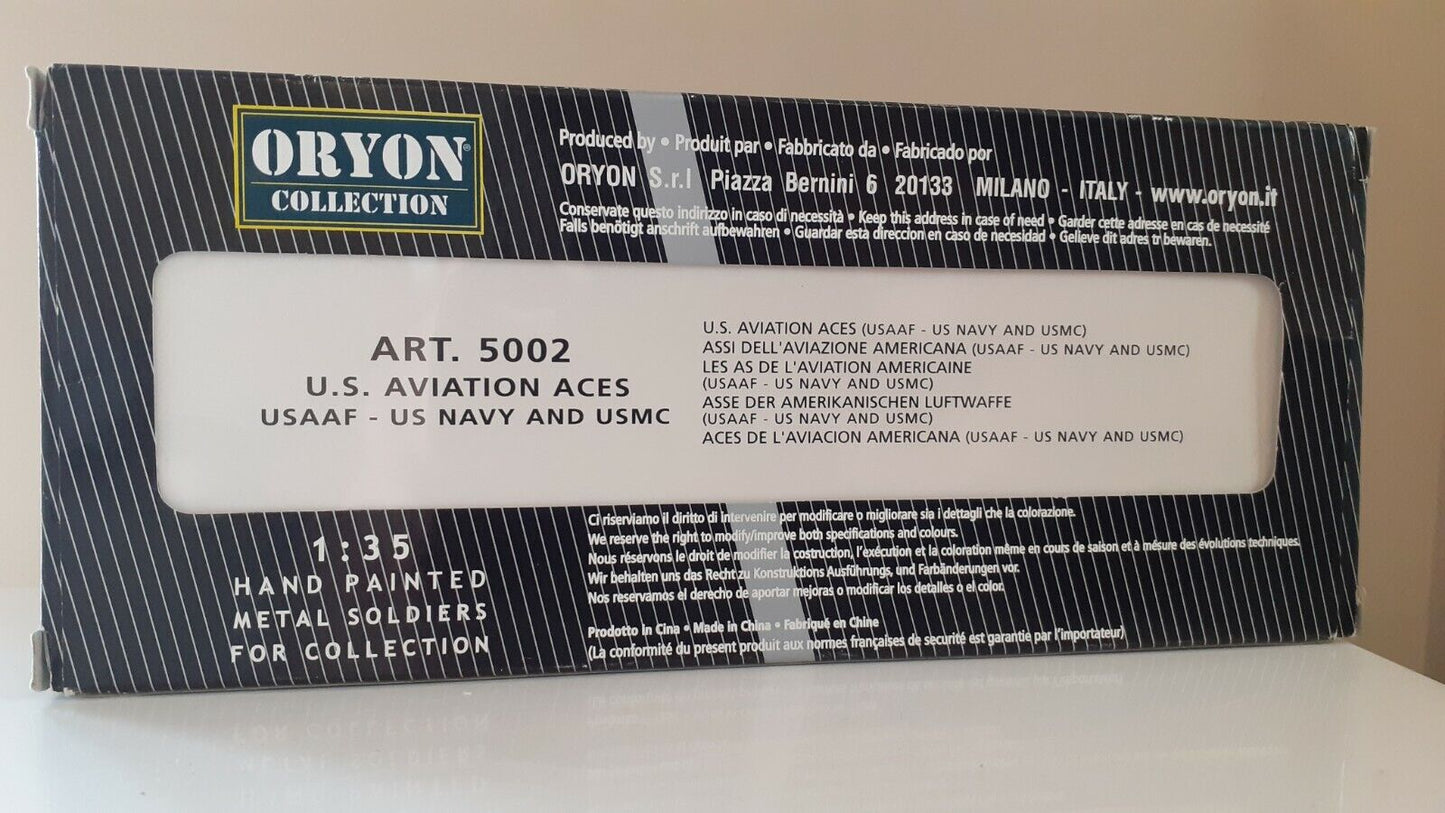 ORYON®
COLLECTION
Produced by • Produit par • Fabbricato da • Fabricado por
ORYON S.r.l Piazza Bernini 6 20133 MILANO - ITALY - www.oryon.it
Conservate questo indirizzo in caso di necessità • Keep this address in case of need • Garder cette adresse en cas de necessité
Falls benötigt anschrift aufbewahren • Guardar esta direccion en caso de necesidad • Gelieve dit adres tr bewaren.
ART. 5002
U.S. AVIATION ACES
USAAF - US NAVY AND USMC
U.S. AVIATION ACES (USAAF - US NAVY AND USMC)
ASSI DELL'AVIAZIONE AMERICANA (USAAF - US NAVY AND USMC)
LES AS DE L'AVIATION AMERICAINE
(USAAF - US NAVY AND USMC)
ASSE DER AMERIKANISCHEN LUFTWAFFE
(USAAF - US NAVY AND USMC)
ACES DE L'AVIACION AMERICANA (USAAF - US NAVY AND USMC)
1:35
HAND PAINTED
METAL SOLDIERS
FOR COLLECTION
Ci riserviamo il diritto di intervenire per modificare o migliorare sia i dettagli che la colorazione.
We reserve the right to modify/improve both specifications and colours.
Nous réservons le droit de modifier la costruction, l'exécution et la coloration même en cours de saison et à mésure des évolutions techniques.
Wir behalten uns das Recht zu Konstruktions Ausführungs, und Farbänderungen vor.
Nos reservamos el derecho de aportar mejoras o modificar los detalles o el color.
Prodotto in Cina • Made in China • Fabriqué en Chine
(La conformité du present produit aux normes françaises de securité est garantie par l'importateur)